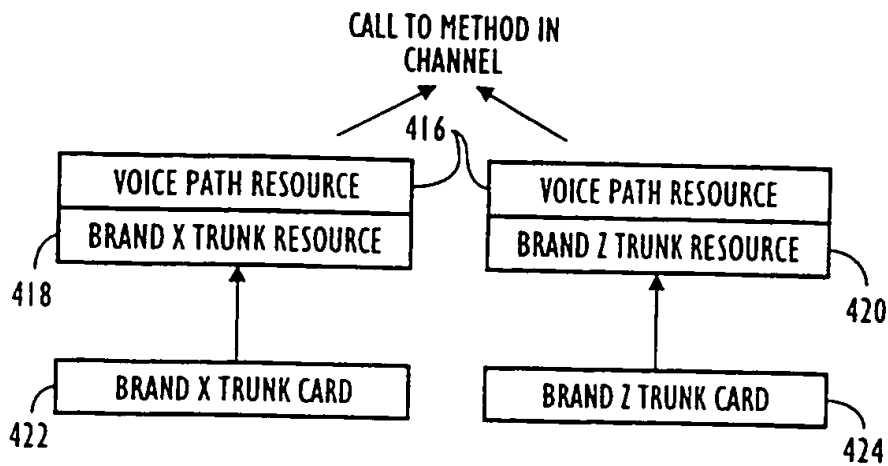 CALL TO METHOD IN
CHANNEL
416
VOICE PATH RESOURCE
BRAND X TRUNK RESOURCE
418
VOICE PATH RESOURCE
BRAND Z TRUNK RESOURCE
420
BRAND X TRUNK CARD
422
BRAND Z TRUNK CARD
424